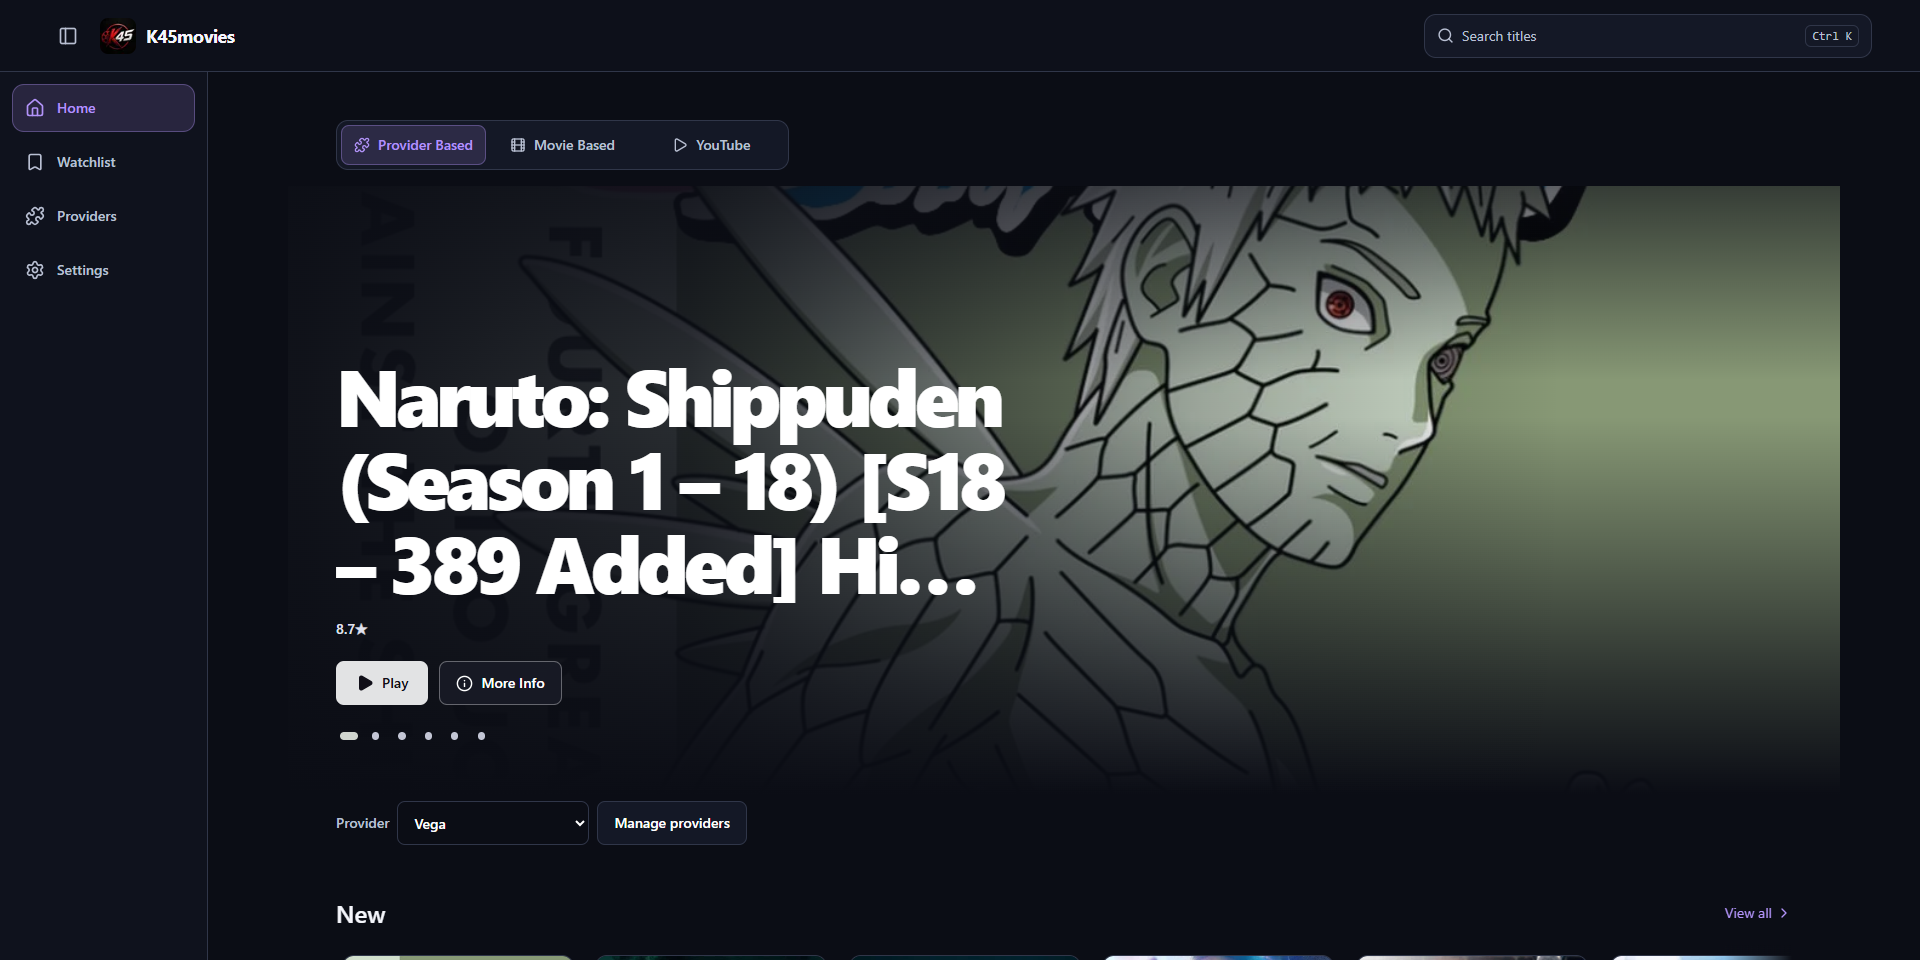 K45
K45movies
Search titles
Ctrl K
Home
Watchlist
Providers
Settings
Provider Based
Movie Based
YouTube
Naruto: Shippuden
(Season 1 – 18) [S18
– 389 Added] Hi…
8.7★
Play
More Info
Provider
Vega
Manage providers
New
View all